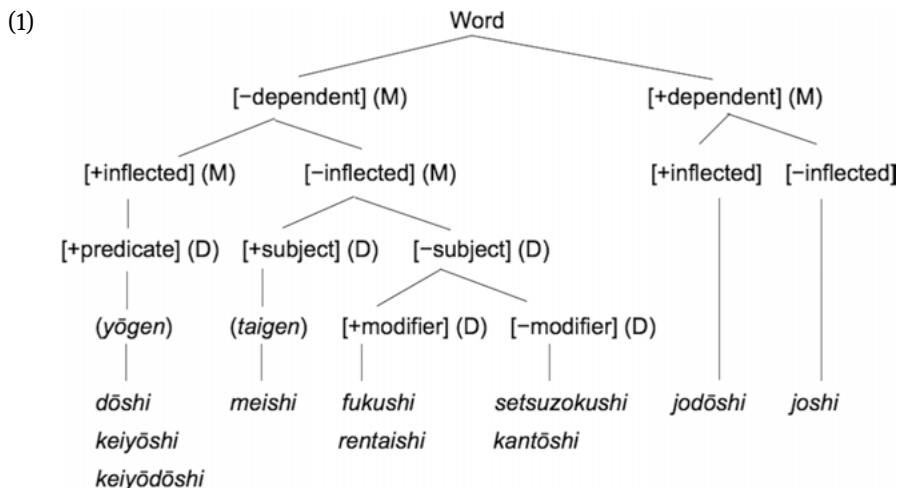 (1)
Word
[−dependent] (M) [+dependent] (M)
[+inflected] (M) [−inflected] (M) [+inflected] [−inflected]
[+predicate] (D) [+subject] (D) [−subject] (D)
(yōgen) (taigen) [+modifier] (D) [−modifier] (D)
dōshi meishi fukushi setsuzokushi jodōshi joshi
keiyōshi rentaishi kantōshi
keiyōdōshi